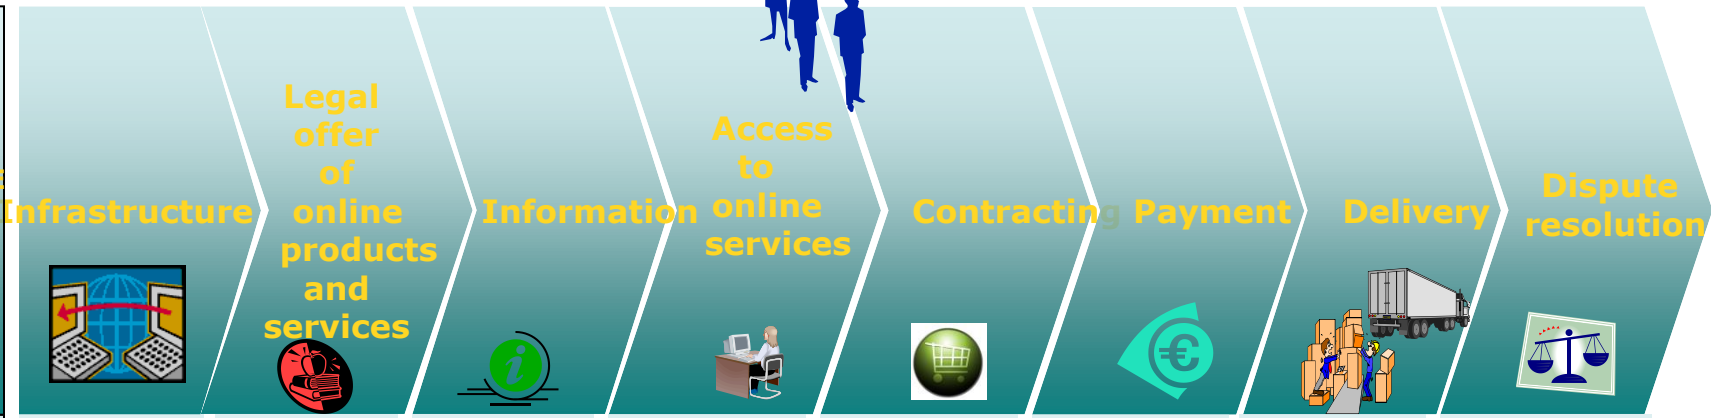 Infrastructure
Legal
offer
of
online
products
and
services
Information
Access
to
online
services
Contracting
Payment
Delivery
Dispute
resolution